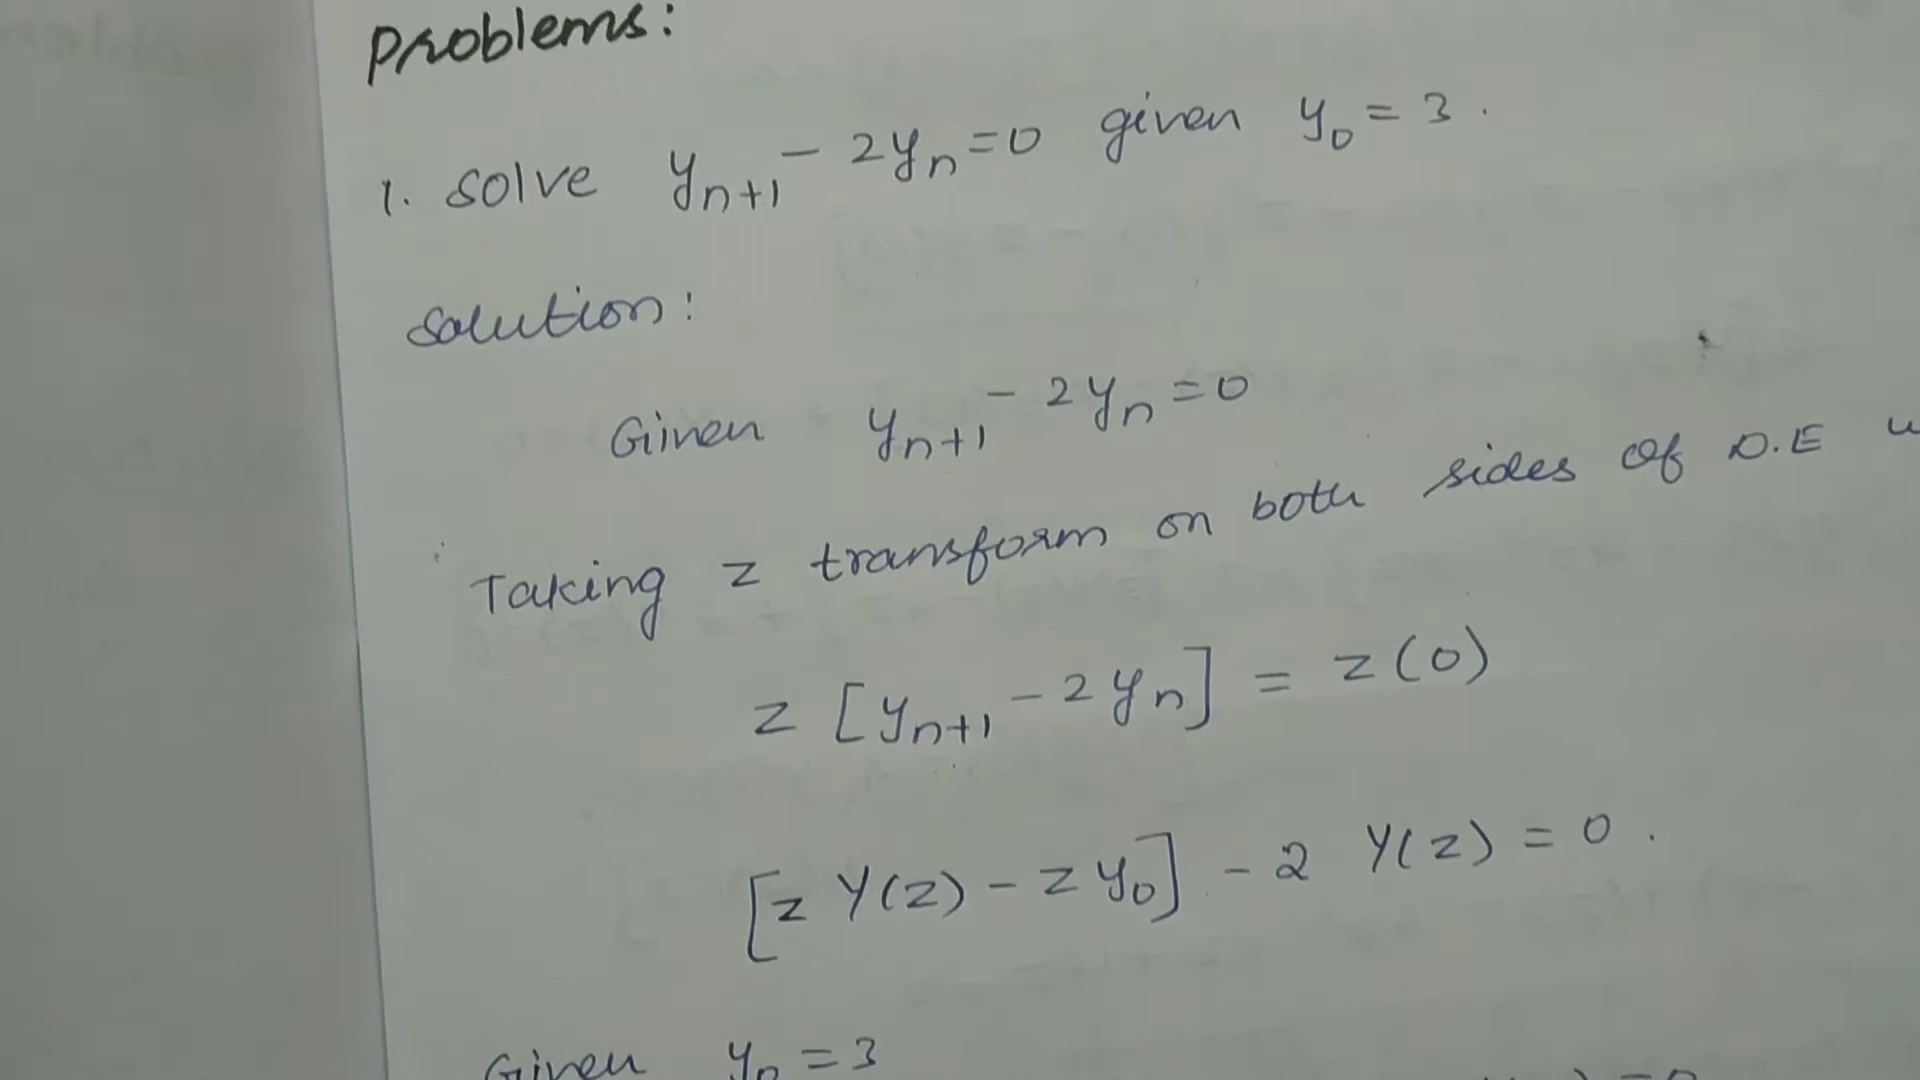 Problems:
1. solve yₙ₊₁ - 2yₙ = 0 given y₀ = 3.
Solution:
Given yₙ₊₁ - 2yₙ = 0
Taking z transform on both sides of D.E
z [yₙ₊₁ - 2yₙ] = z(0)
[z Y(z) - z y₀] - 2 Y(z) = 0.
Given y₀ = 3